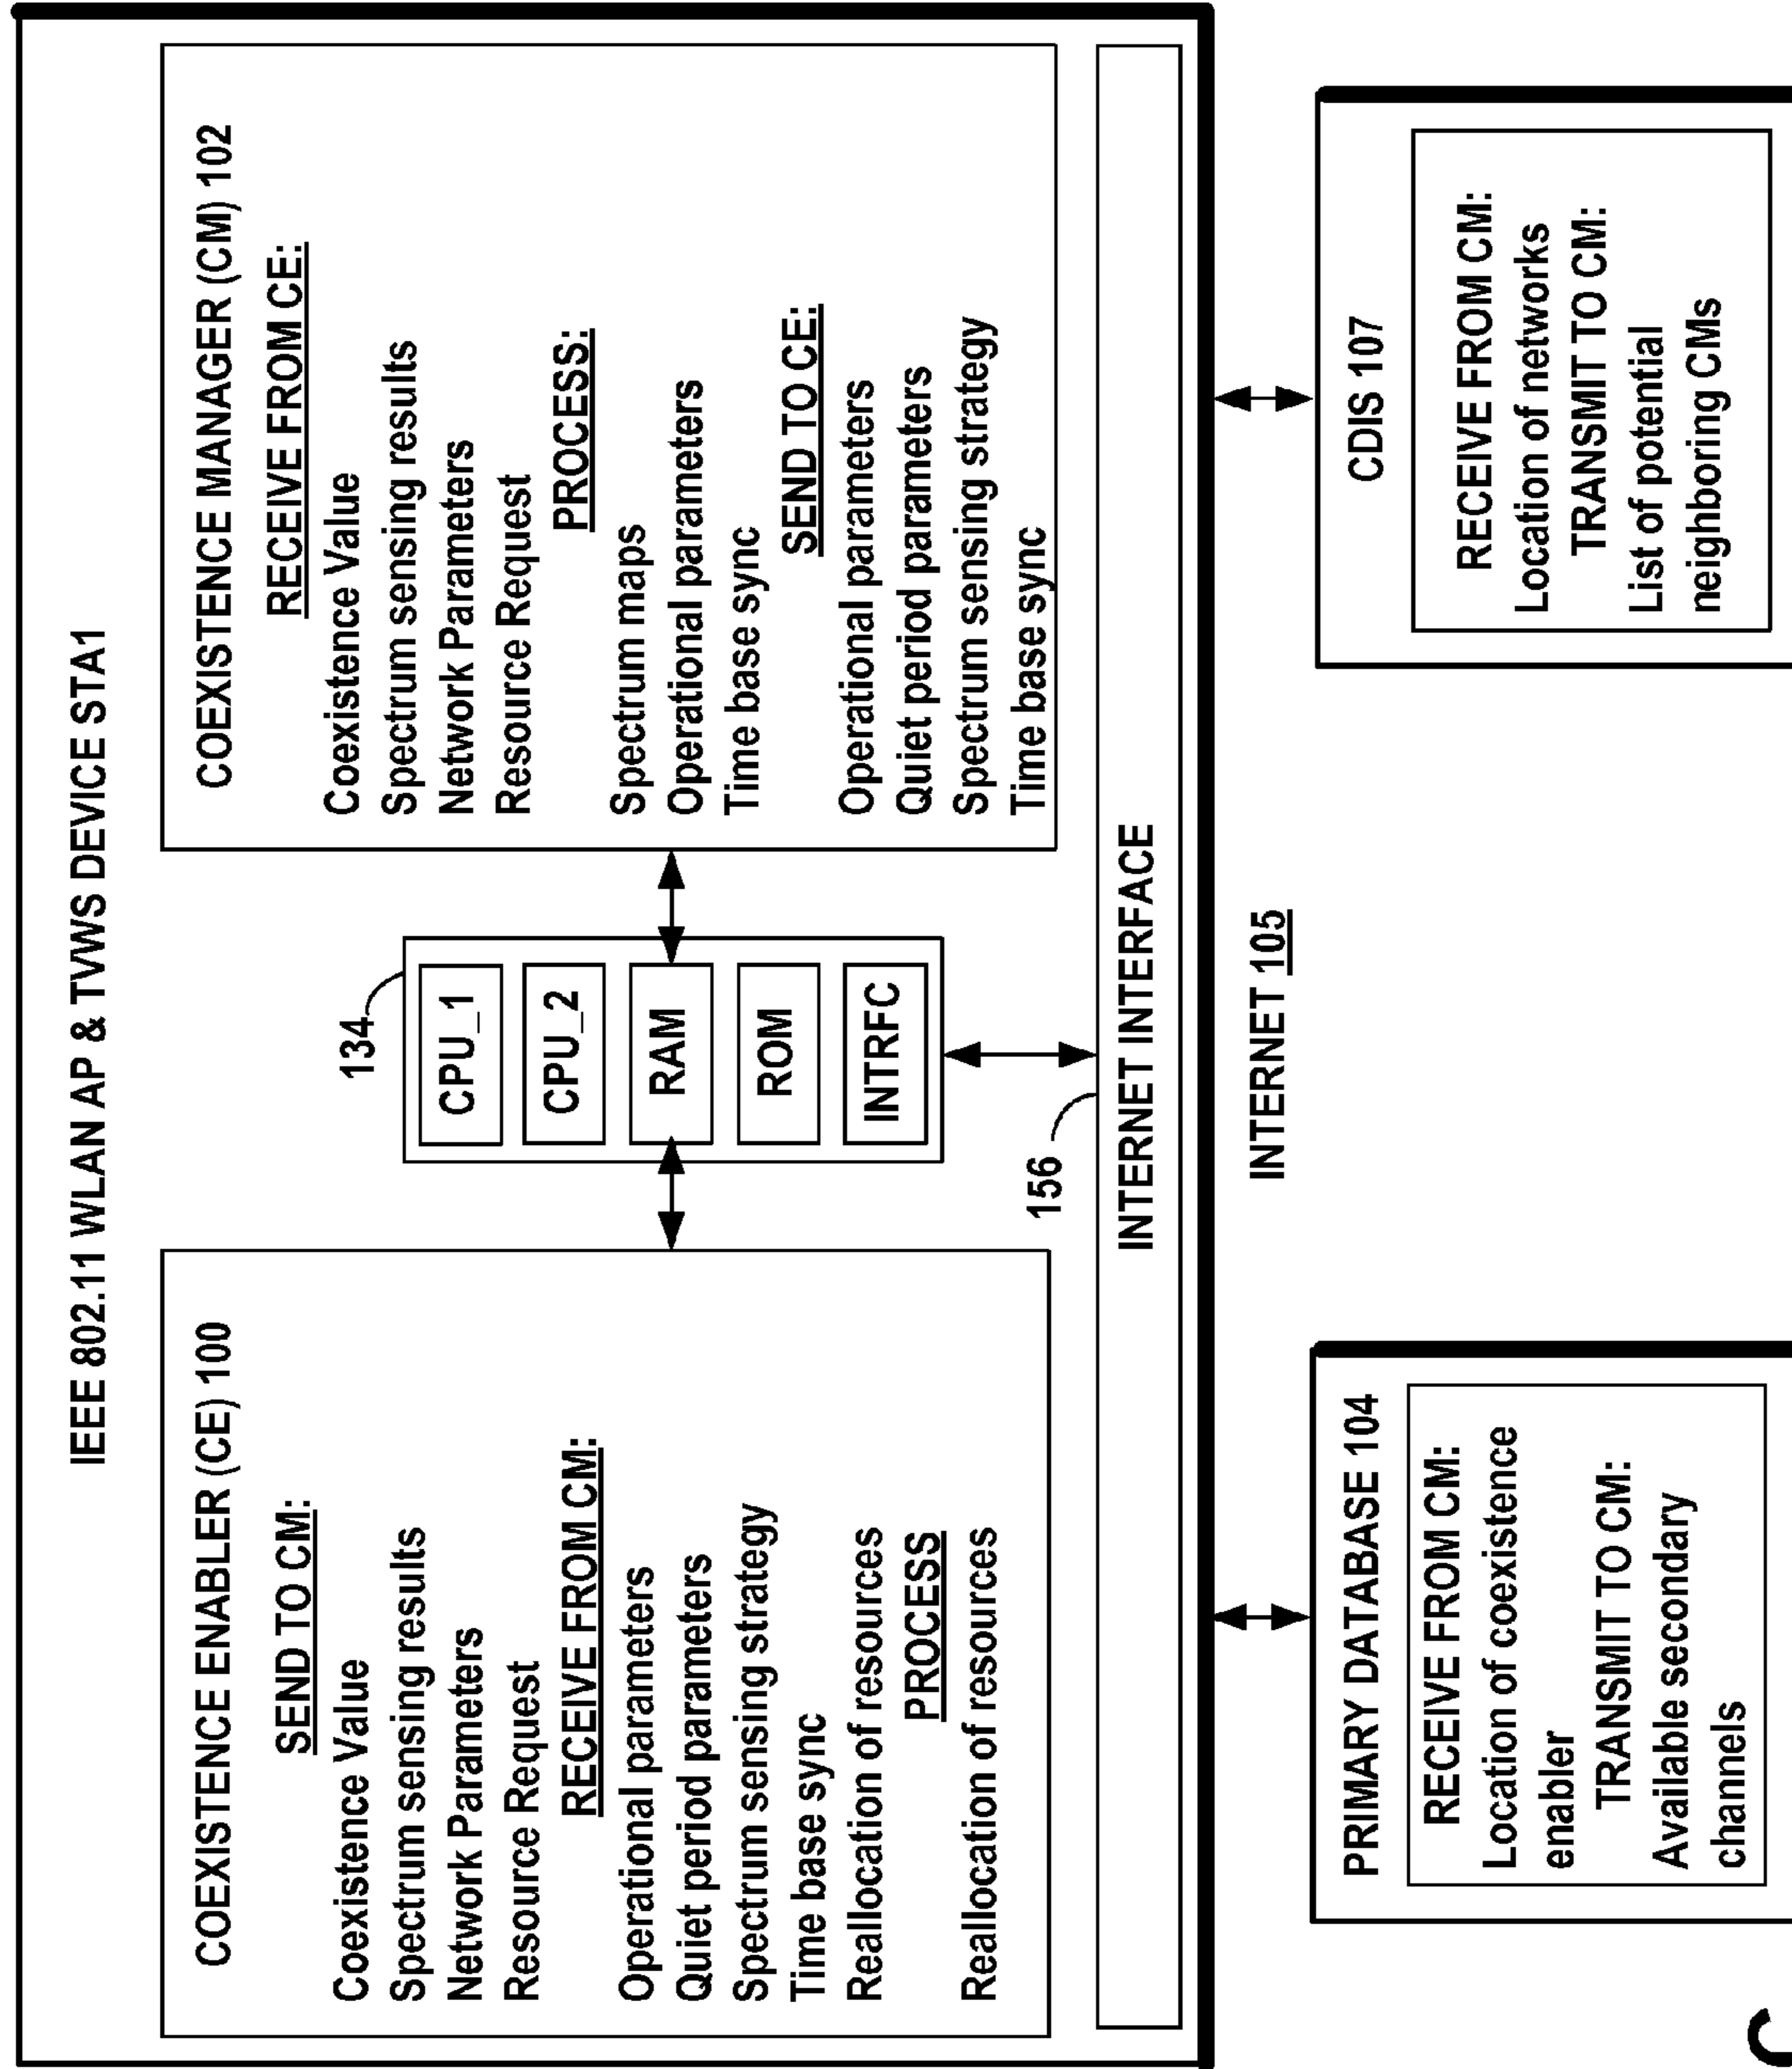 IEEE 802.11 WLAN AP & TVWS DEVICE STA1
COEXISTENCE ENABLER (CE) 100
SEND TO CM:
Coexistence Value
Spectrum sensing results
Network Parameters
Resource Request
RECEIVE FROM CM:
Operational parameters
Quiet period parameters
Spectrum sensing strategy
Time base sync
Reallocation of resources
PROCESS
Reallocation of resources
134
CPU_1
CPU_2
RAM
ROM
INTRFC
COEXISTENCE MANAGER (CM) 102
RECEIVE FROM CE:
Coexistence Value
Spectrum sensing results
Network Parameters
Resource Request
PROCESS:
Spectrum maps
Operational parameters
Time base sync
SEND TO CE:
Operational parameters
Quiet period parameters
Spectrum sensing strategy
Time base sync
156
INTERNET INTERFACE
INTERNET 105
PRIMARY DATABASE 104
RECEIVE FROM CM:
Location of coexistence
enabler
TRANSMIT TO CM:
Available secondary
channels
CDIS 107
RECEIVE FROM CM:
Location of networks
TRANSMIT TO CM:
List of potential
neighboring CMs